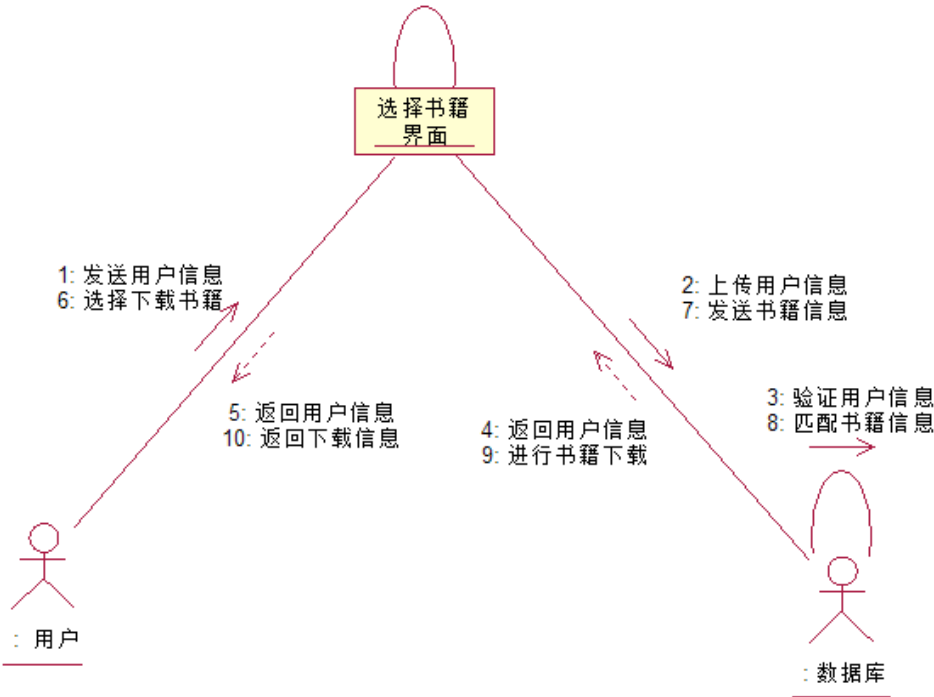 选择书籍
界面
1: 发送用户信息
6: 选择下载书籍
2: 上传用户信息
7: 发送书籍信息
3: 验证用户信息
8: 匹配书籍信息
5: 返回用户信息
10: 返回下载信息
4: 返回用户信息
9: 进行书籍下载
: 用户
: 数据库